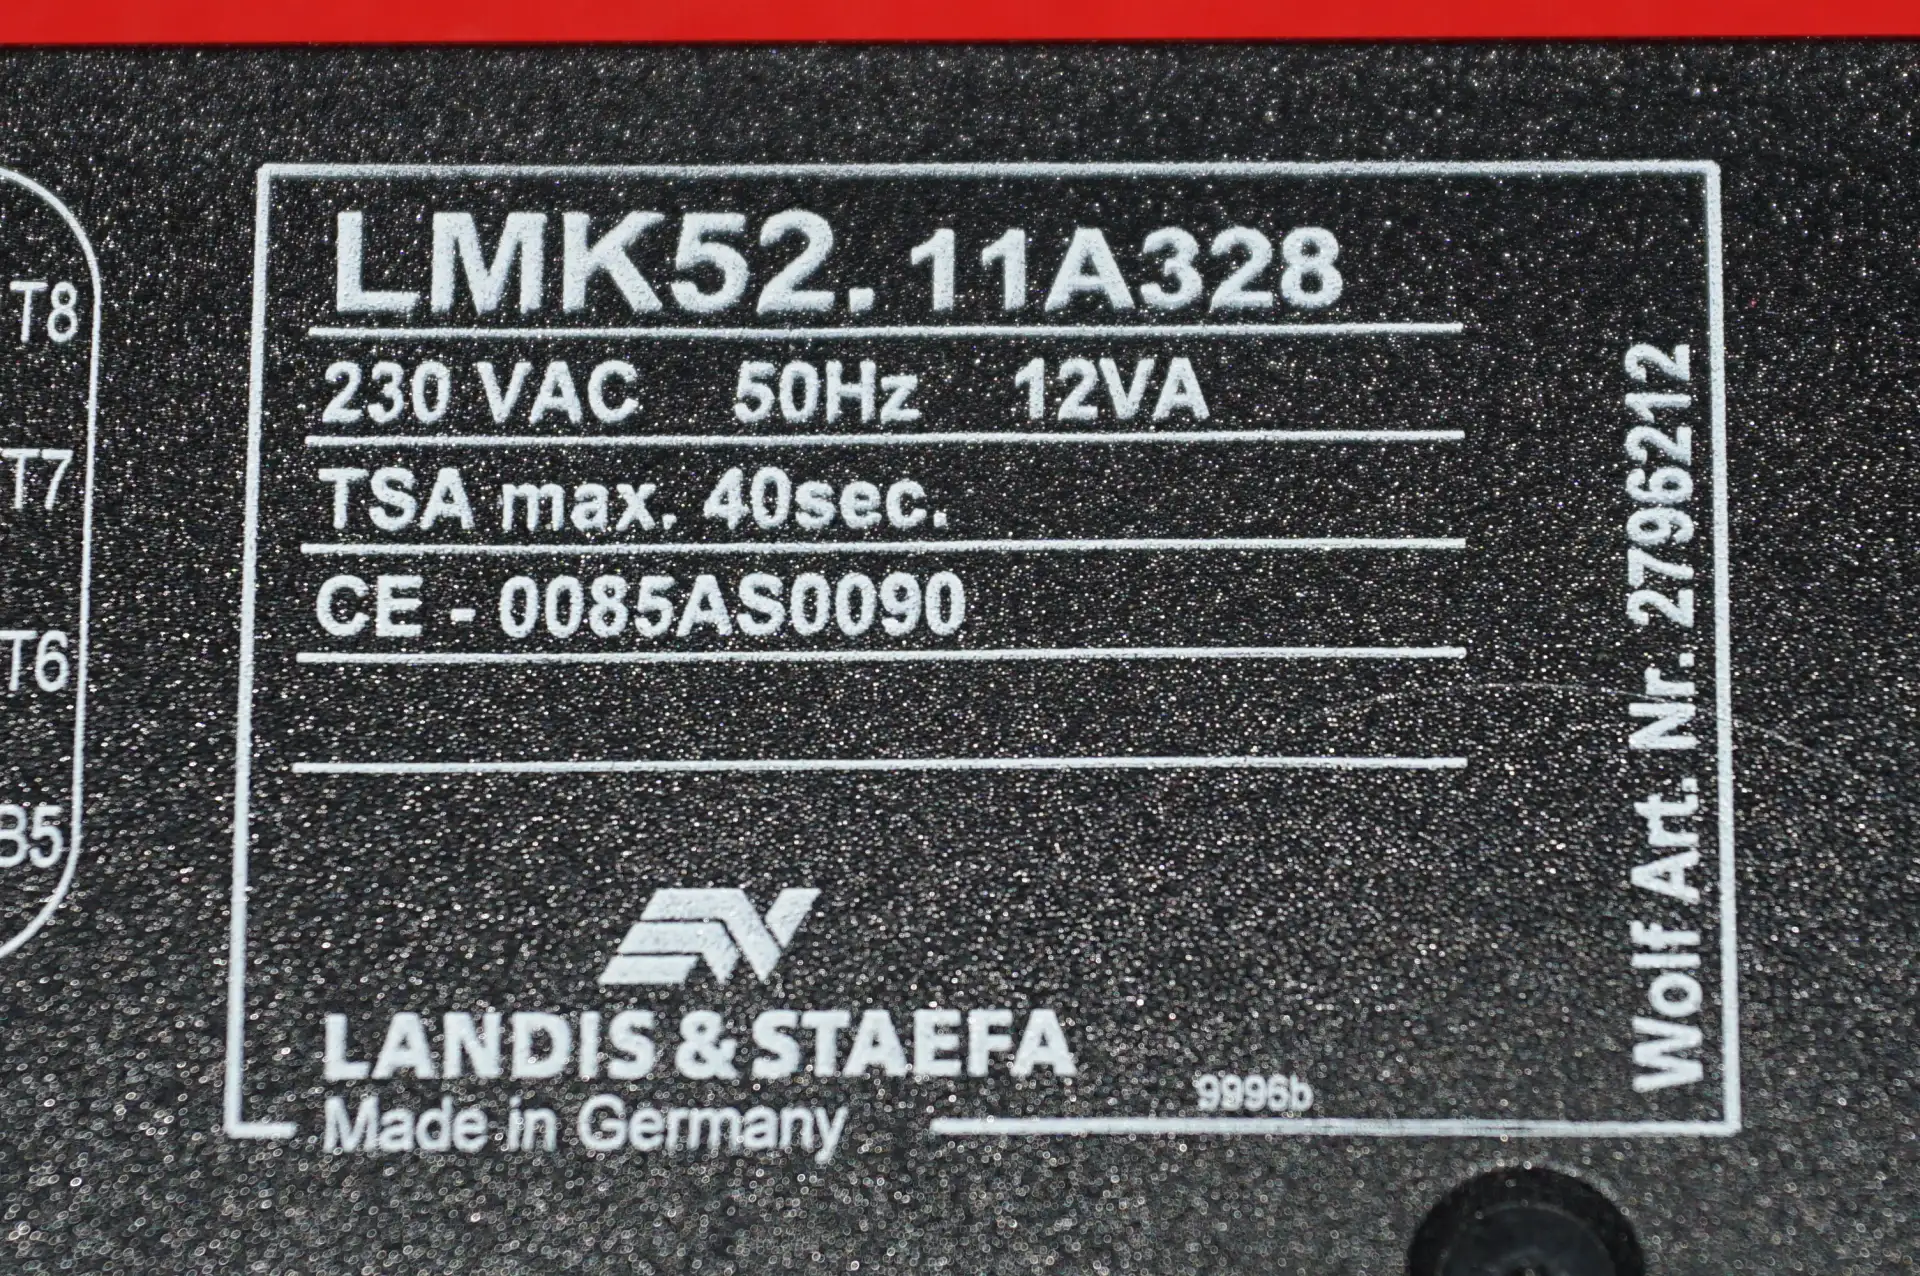 T8
T7
T6
B5
LMK52.11A328
230 VAC 50Hz 12VA
TSA max. 40sec.
CE - 0085AS0090
LANDIS & STAEFA
Made in Germany
9996b
Wolf Art. Nr. 2796212